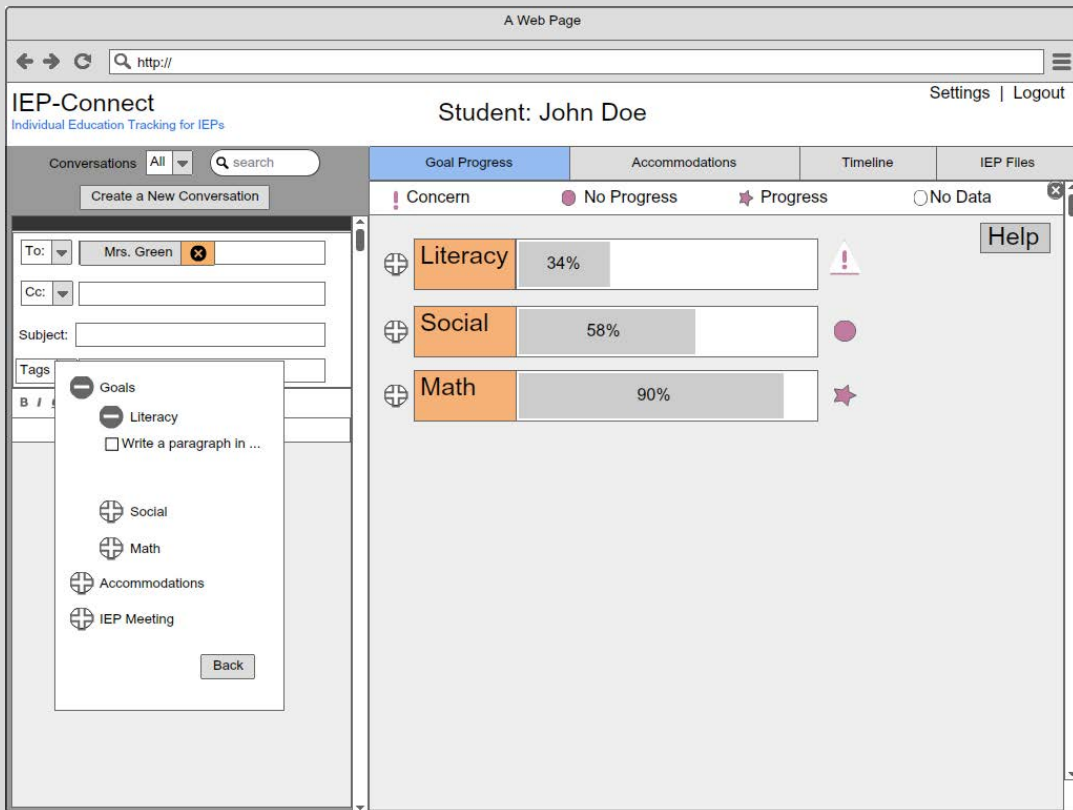 A Web Page
http://
Settings | Logout
IEP-Connect
Individual Education Tracking for IEPs
Student: John Doe
Conversations All search
Create a New Conversation
Goal Progress Accommodations Timeline IEP Files
! Concern No Progress Progress No Data
Help
To: Mrs. Green
Cc:
Subject:
Tags
B I
Goals
Literacy
Write a paragraph in ...
Social
Math
Accommodations
IEP Meeting
Back
Literacy 34% !
Social 58%
Math 90%